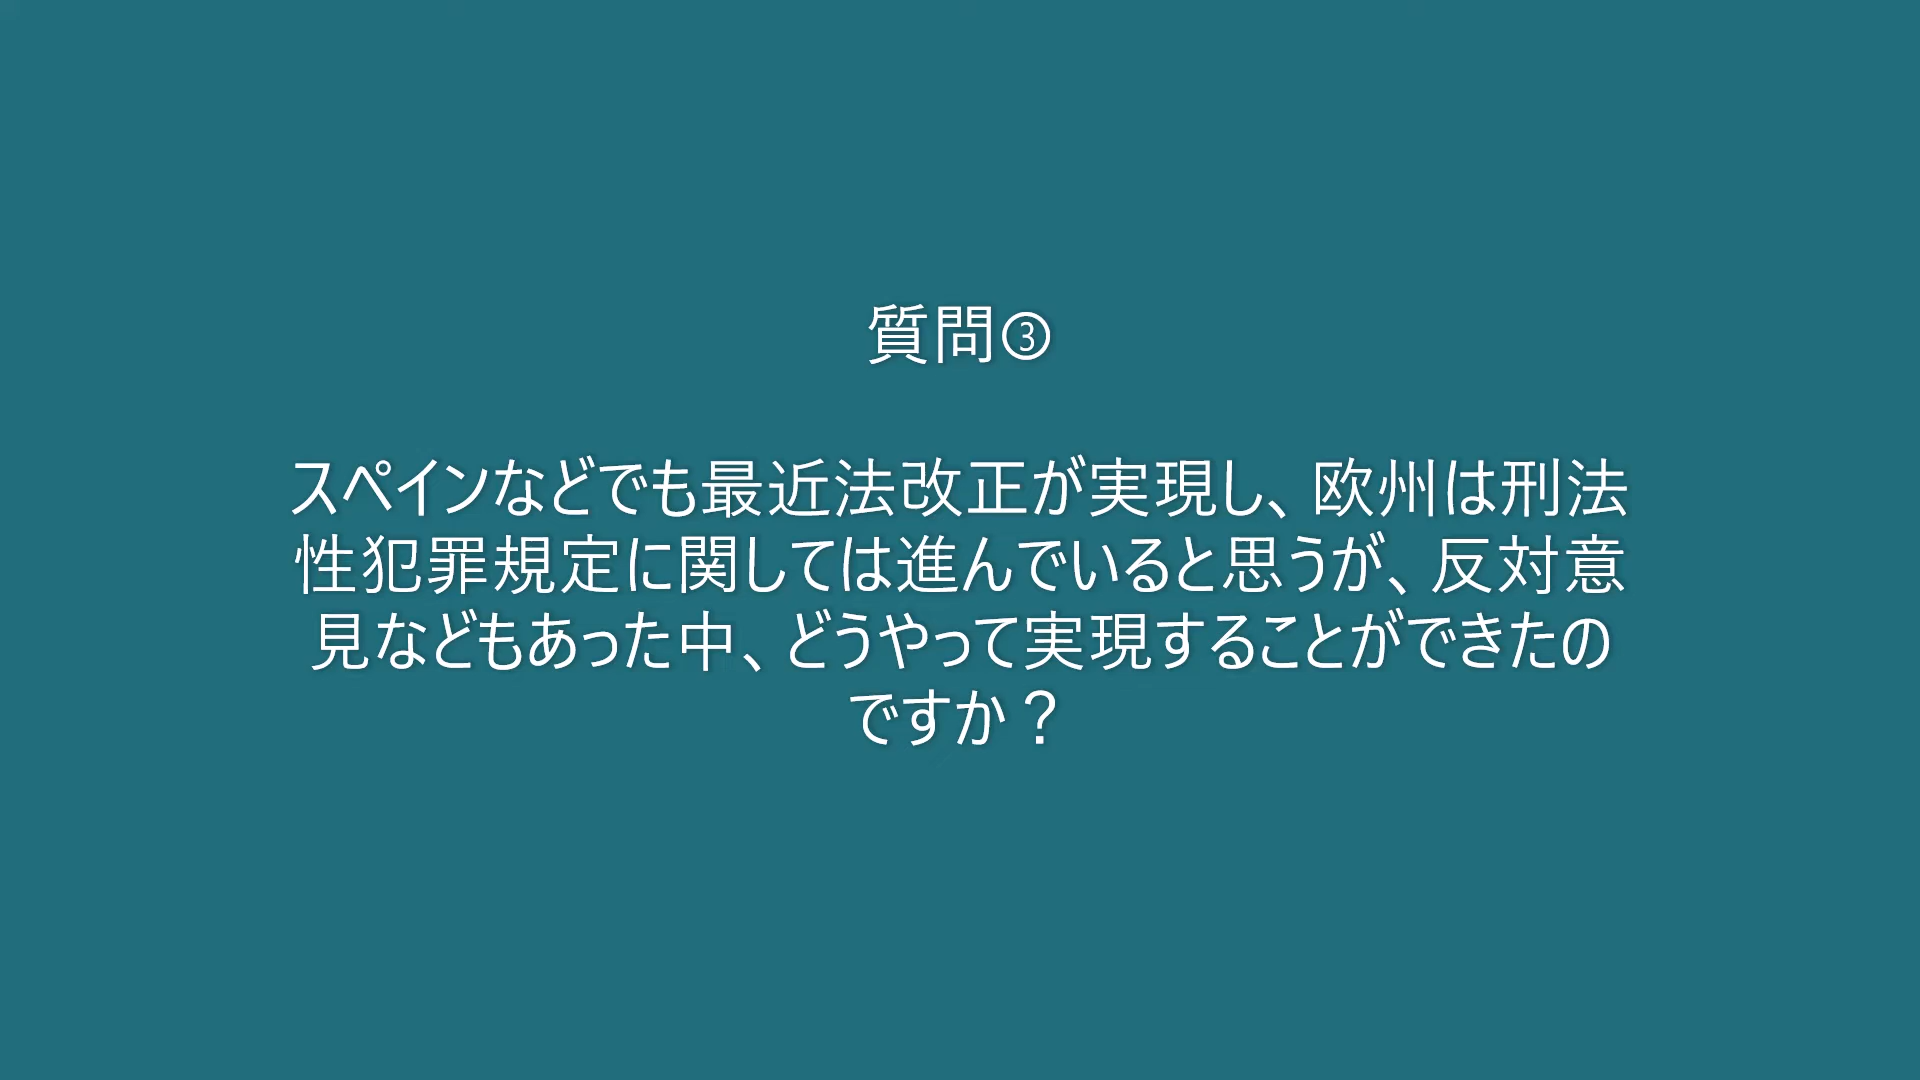 質問③
スペインなどでも最近法改正が実現し、欧州は刑法
性犯罪規定に関しては進んでいると思うが、反対意
見などもあった中、どうやって実現することができたの
ですか？